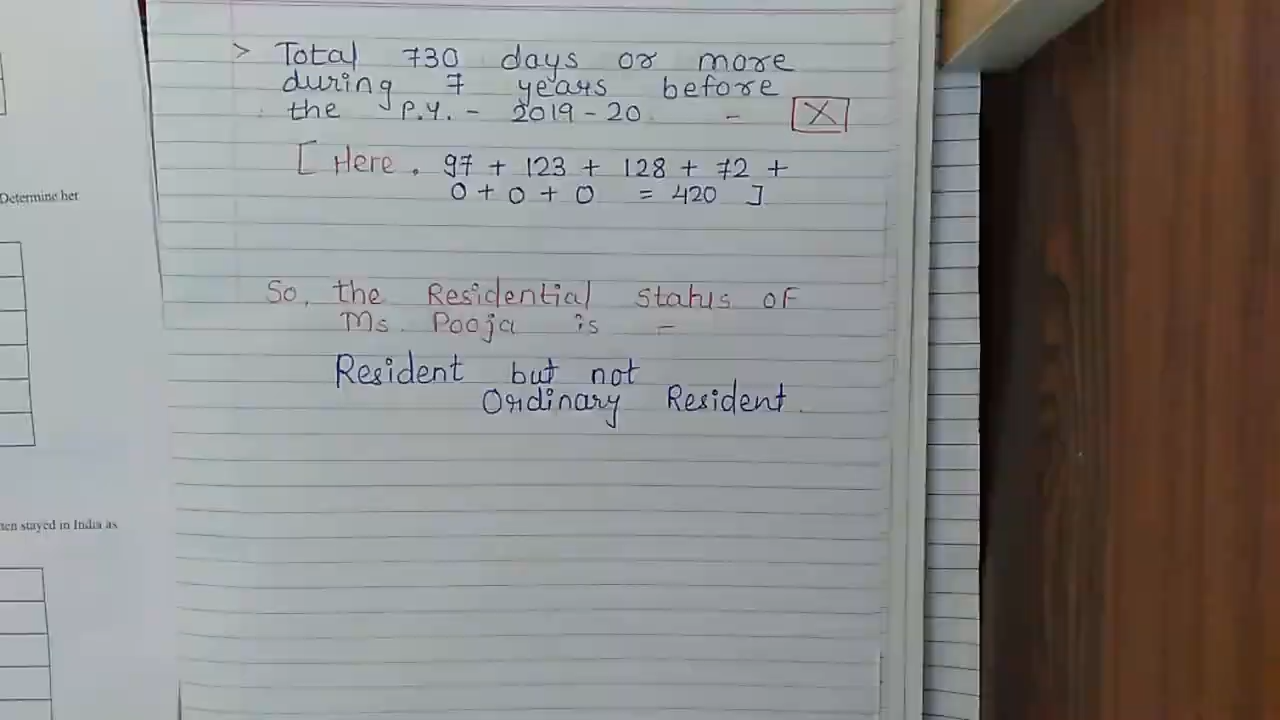 Determine her
ten stayed in India as
> Total 730 days or more
during 7 years before
the P.Y. - 2019-20 - X
[ Here, 97 + 123 + 128 + 72 +
0 + 0 + 0 = 420 ]
So, the Residential Status of
Ms. Pooja is -
Resident but not
Ordinary Resident.